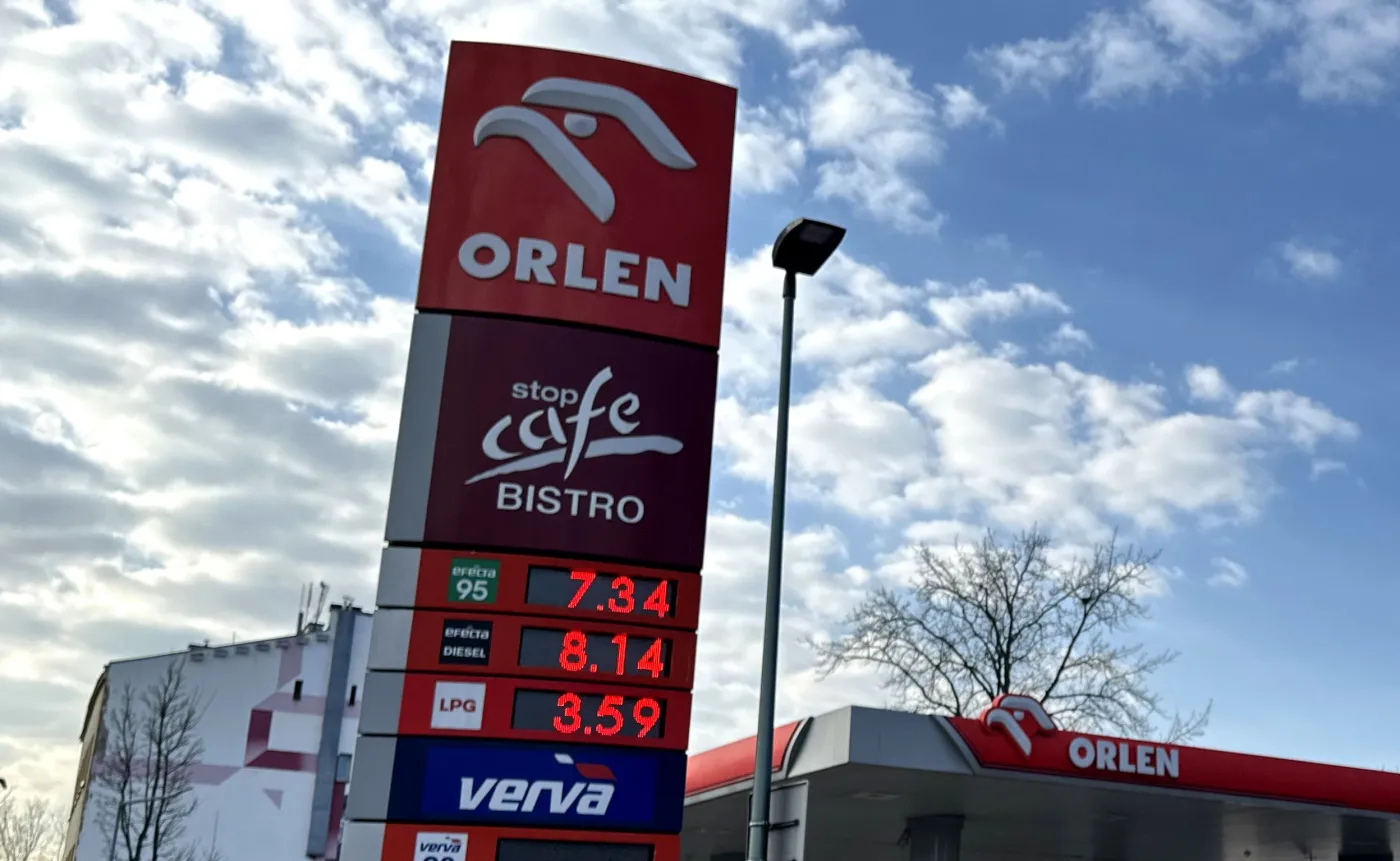 ORLEN
stop
cafe
BISTRO
efecta
95
7.34
efecta
DIESEL
8.14
LPG
3.59
verva
verva
ORLEN